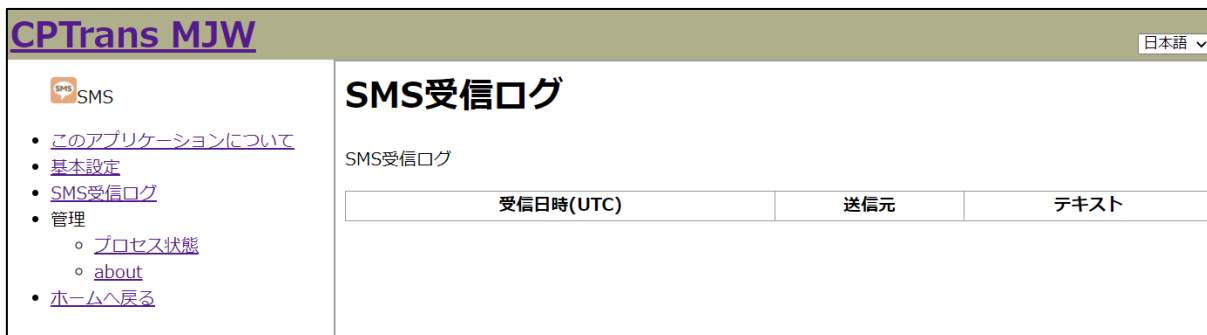 CPTrans MJW
日本語
SMS
SMS
このアプリケーションについて
基本設定
SMS受信ログ
管理
プロセス状態
about
ホームへ戻る
SMS受信ログ
SMS受信ログ
受信日時(UTC) 送信元 テキスト